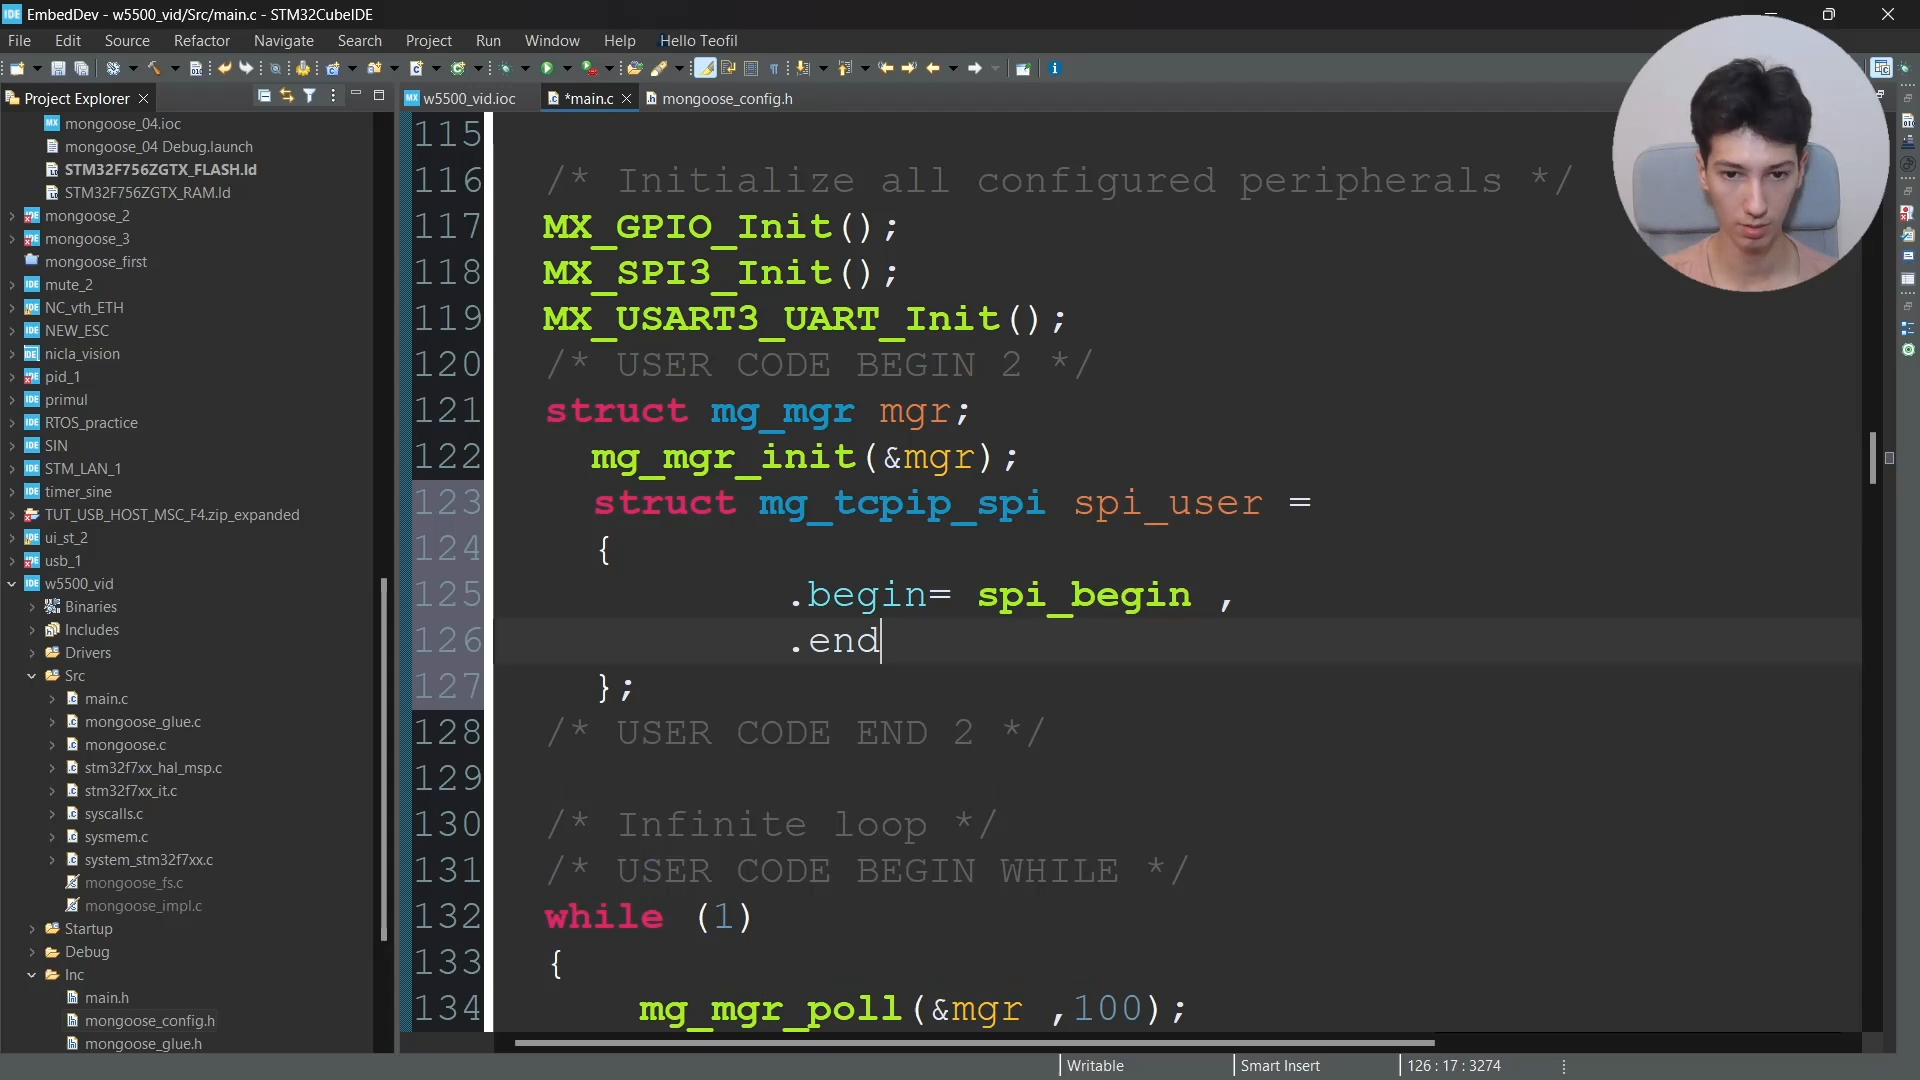 EmbedDev - w5500_vid/Src/main.c - STM32CubeIDE
File Edit Source Refactor Navigate Search Project Run Window Help Hello Teofil
Project Explorer
w5500_vid.ioc
*main.c
mongoose_config.h
mongoose_04.ioc
mongoose_04 Debug.launch
STM32F756ZGTX_FLASH.ld
STM32F756ZGTX_RAM.ld
mongoose_2
mongoose_3
mongoose_first
mute_2
NC_vth_ETH
NEW_ESC
nicla_vision
pid_1
primul
RTOS_practice
SIN
STM_LAN_1
timer_sine
TUT_USB_HOST_MSC_F4.zip_expanded
ui_st_2
usb_1
w5500_vid
Binaries
Includes
Drivers
Src
main.c
mongoose_glue.c
mongoose.c
stm32f7xx_hal_msp.c
stm32f7xx_it.c
syscalls.c
sysmem.c
system_stm32f7xx.c
mongoose_fs.c
mongoose_impl.c
Startup
Debug
Inc
main.h
mongoose_config.h
mongoose_glue.h
115
116 /* Initialize all configured peripherals */
117 MX_GPIO_Init();
118 MX_SPI3_Init();
119 MX_USART3_UART_Init();
120 /* USER CODE BEGIN 2 */
121 struct mg_mgr mgr;
122 mg_mgr_init(&mgr);
123 struct mg_tcpip_spi spi_user =
124 {
125 .begin= spi_begin ,
126 .end
127 };
128 /* USER CODE END 2 */
129
130 /* Infinite loop */
131 /* USER CODE BEGIN WHILE */
132 while (1)
133 {
134 mg_mgr_poll(&mgr ,100);
Writable
Smart Insert
126 : 17 : 3274